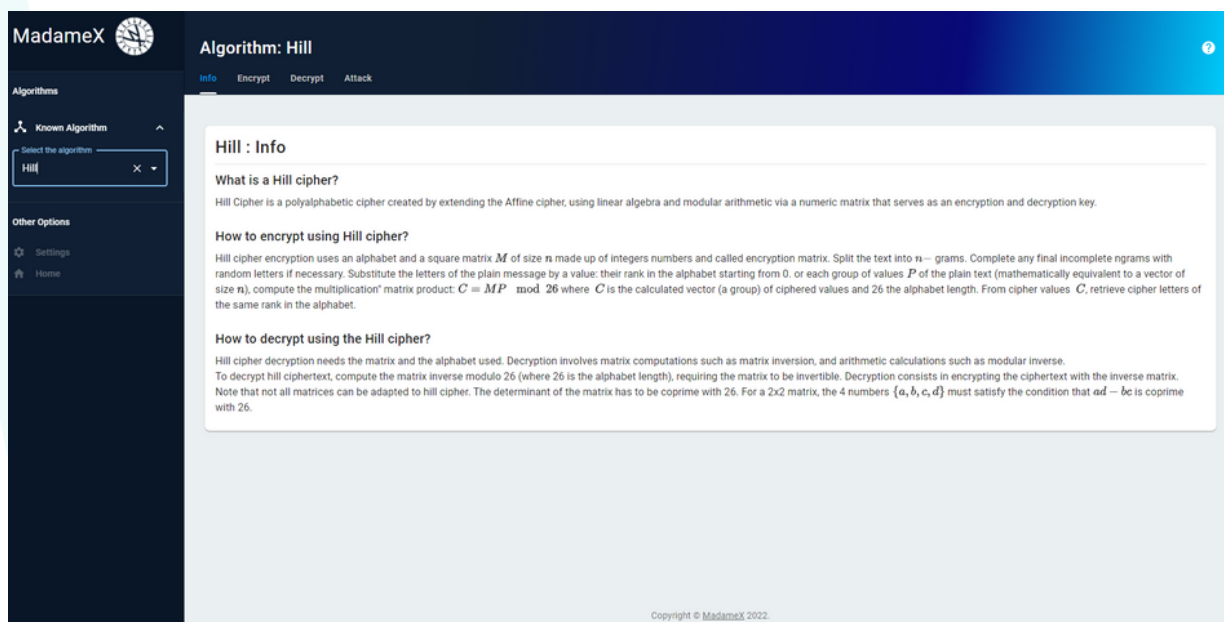 MadameX
Algorithms
Known Algorithm
Select the algorithm
Hill
Other Options
Settings
Home
Algorithm: Hill
Info Encrypt Decrypt Attack
Hill : Info
What is a Hill cipher?
Hill Cipher is a polyalphabetic cipher created by extending the Affine cipher, using linear algebra and modular arithmetic via a numeric matrix that serves as an encryption and decryption key.
How to encrypt using Hill cipher?
Hill cipher encryption uses an alphabet and a square matrix M of size n made up of integers numbers and called encryption matrix. Split the text into n− grams. Complete any final incomplete ngrams with
random letters if necessary. Substitute the letters of the plain message by a value: their rank in the alphabet starting from 0. or each group of values P of the plain text (mathematically equivalent to a vector of
size n), compute the multiplication" matrix product: C = MP mod 26 where C is the calculated vector (a group) of ciphered values and 26 the alphabet length. From cipher values C, retrieve cipher letters of
the same rank in the alphabet.
How to decrypt using the Hill cipher?
Hill cipher decryption needs the matrix and the alphabet used. Decryption involves matrix computations such as matrix inversion, and arithmetic calculations such as modular inverse.
To decrypt hill ciphertext, compute the matrix inverse modulo 26 (where 26 is the alphabet length), requiring the matrix to be invertible. Decryption consists in encrypting the ciphertext with the inverse matrix.
Note that not all matrices can be adapted to hill cipher. The determinant of the matrix has to be coprime with 26. For a 2x2 matrix, the 4 numbers {a, b, c, d} must satisfy the condition that ad − bc is coprime
with 26.
Copyright © MadameX 2022.